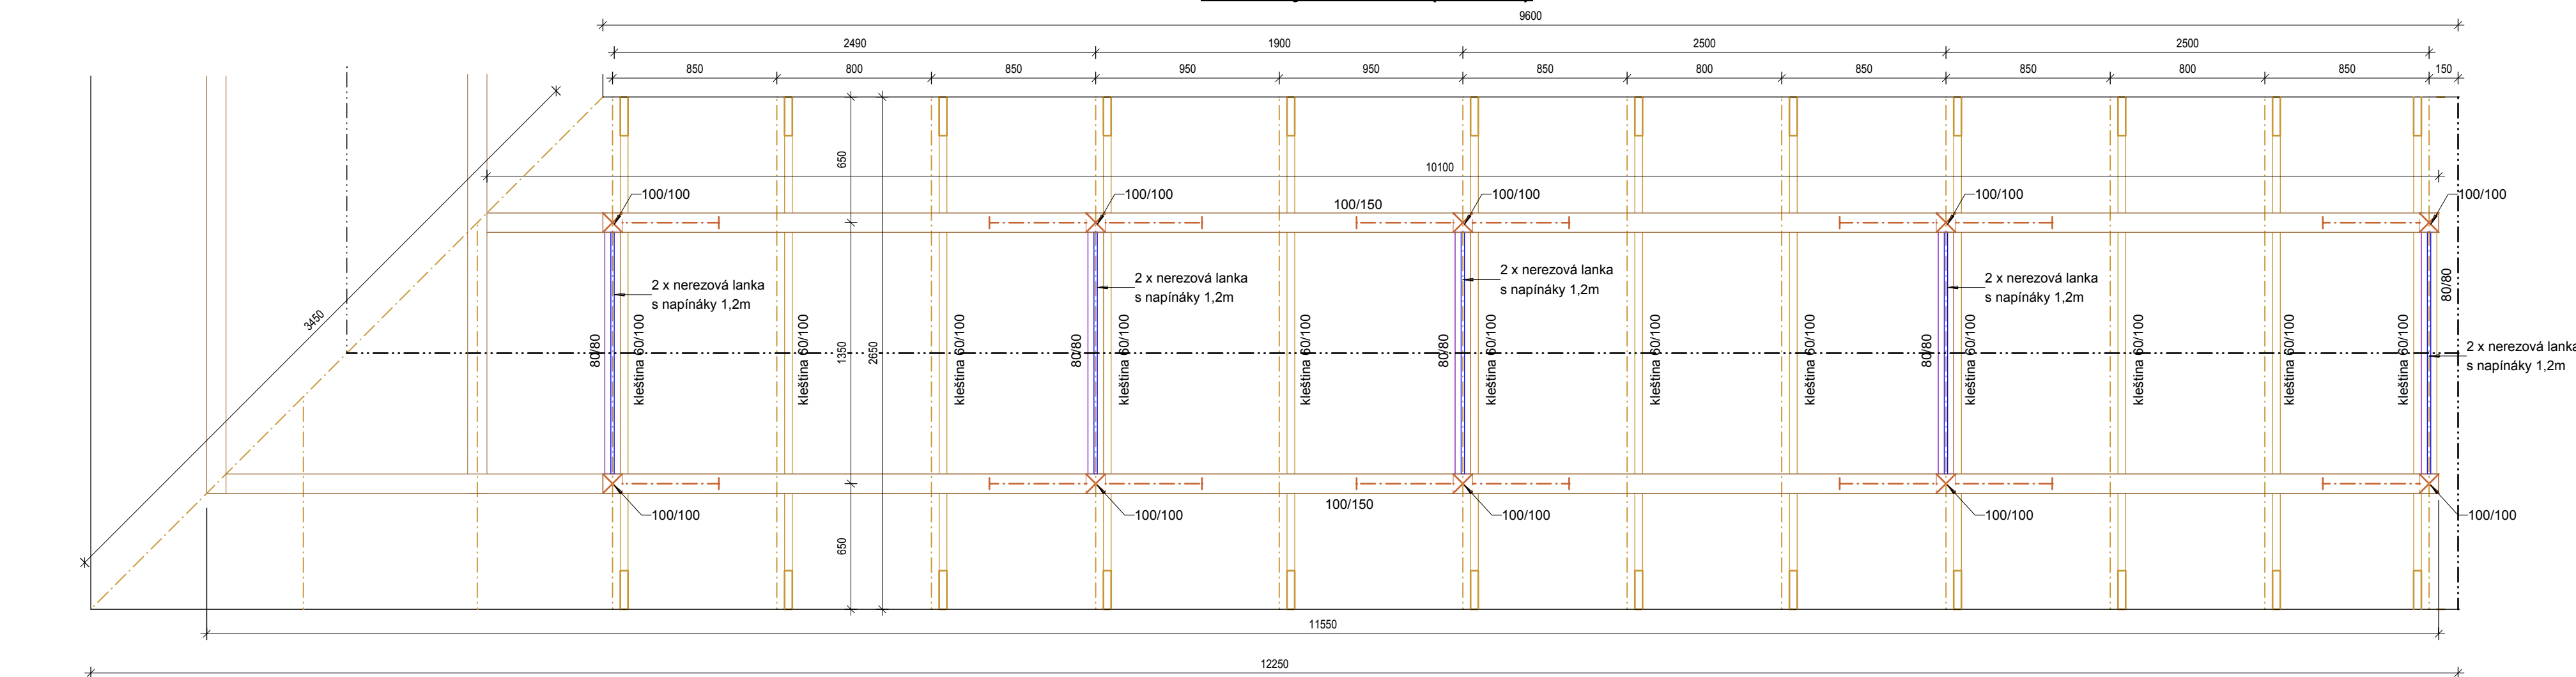 9600
2490
1900
2500
2500
850
800
850
950
950
850
800
850
850
800
850
150
650
10100
100/100
100/100
100/150
100/100
100/100
100/100
2 x nerezová lanka
s napínáky 1,2m
2 x nerezová lanka
s napínáky 1,2m
2 x nerezová lanka
s napínáky 1,2m
2 x nerezová lanka
s napínáky 1,2m
80/80
3450
80/80
kleština 60/100
kleština 60/100
1350
2650
kleština 60/100
80/80
kleština 60/100
kleština 60/100
80/80
kleština 60/100
kleština 60/100
kleština 60/100
80/80
kleština 60/100
kleština 60/100
kleština 60/100
kleština 60/100
2 x nerezová lanka
s napínáky 1,2m
100/150
100/100
100/100
100/100
100/100
100/100
650
11550
12250